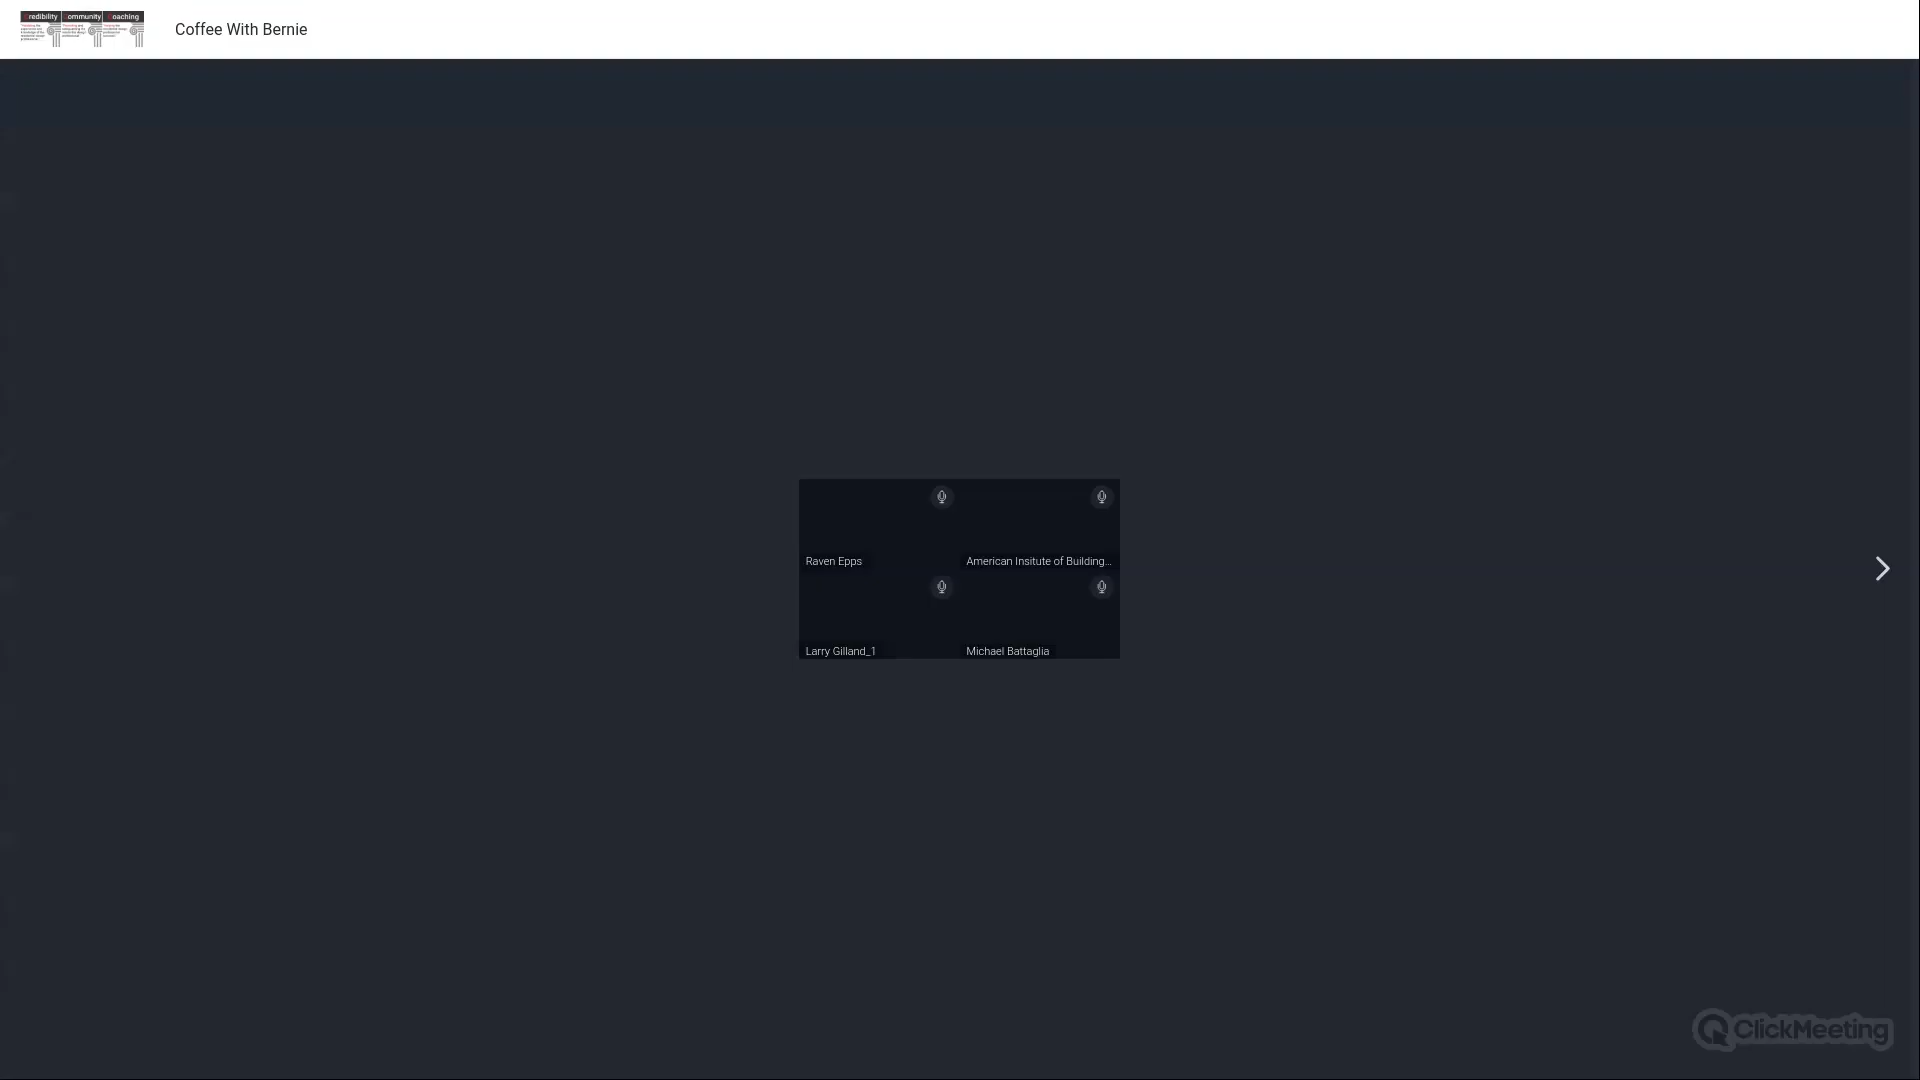 redibility ommunity oaching
Coffee With Bernie
Raven Epps
American Insitute of Building...
Larry Gilland_1
Michael Battaglia
ClickMeeting